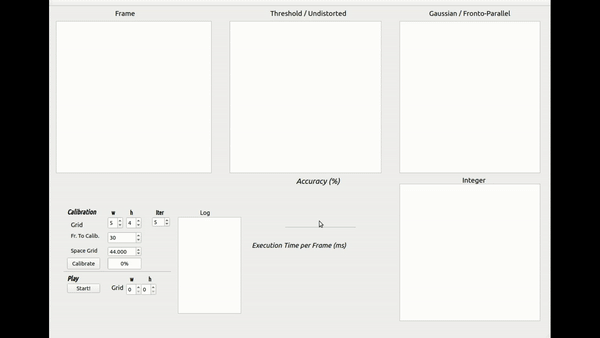 Frame
Threshold / Undistorted
Gaussian / Fronto-Parallel
Accuracy (%)
Integer
Calibration w h Iter
Log
Grid 5 4 5
Fr. To Calib. 30
Space Grid 44.000
Execution Time per Frame (ms)
Calibrate 0%
Play w h
Start! Grid 0 0